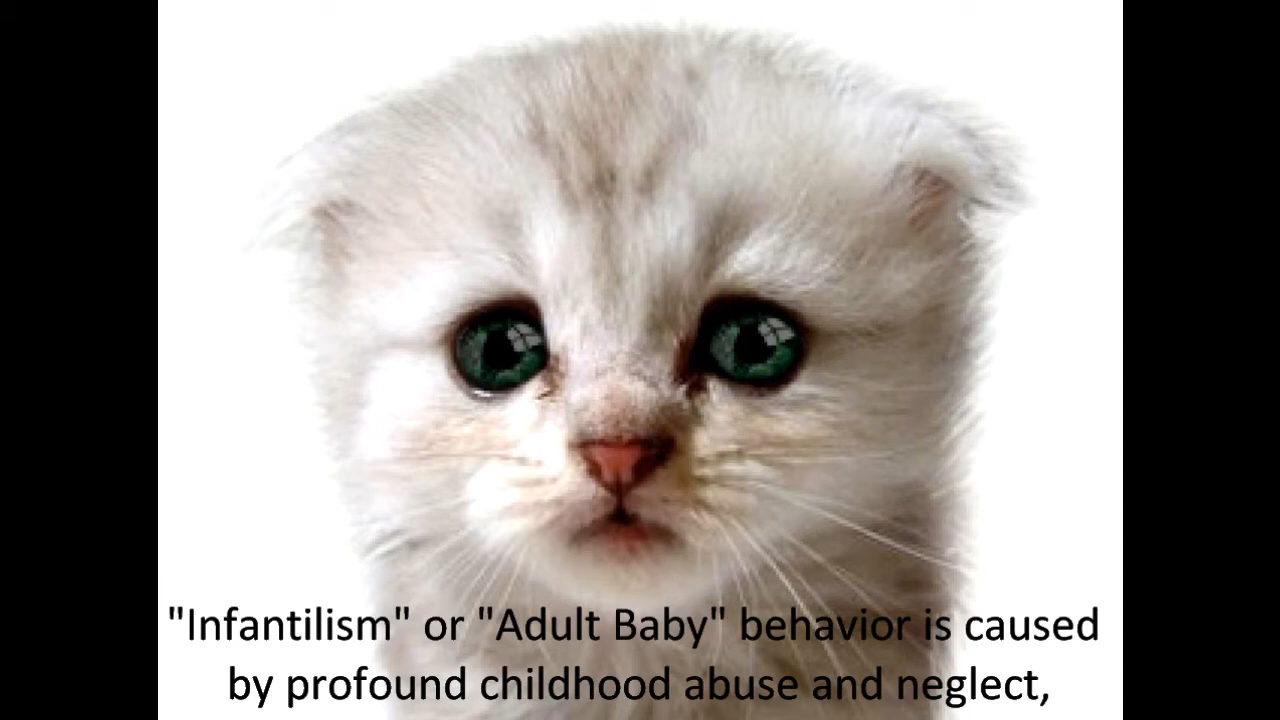 "Infantilism" or "Adult Baby" behavior is caused
by profound childhood abuse and neglect,